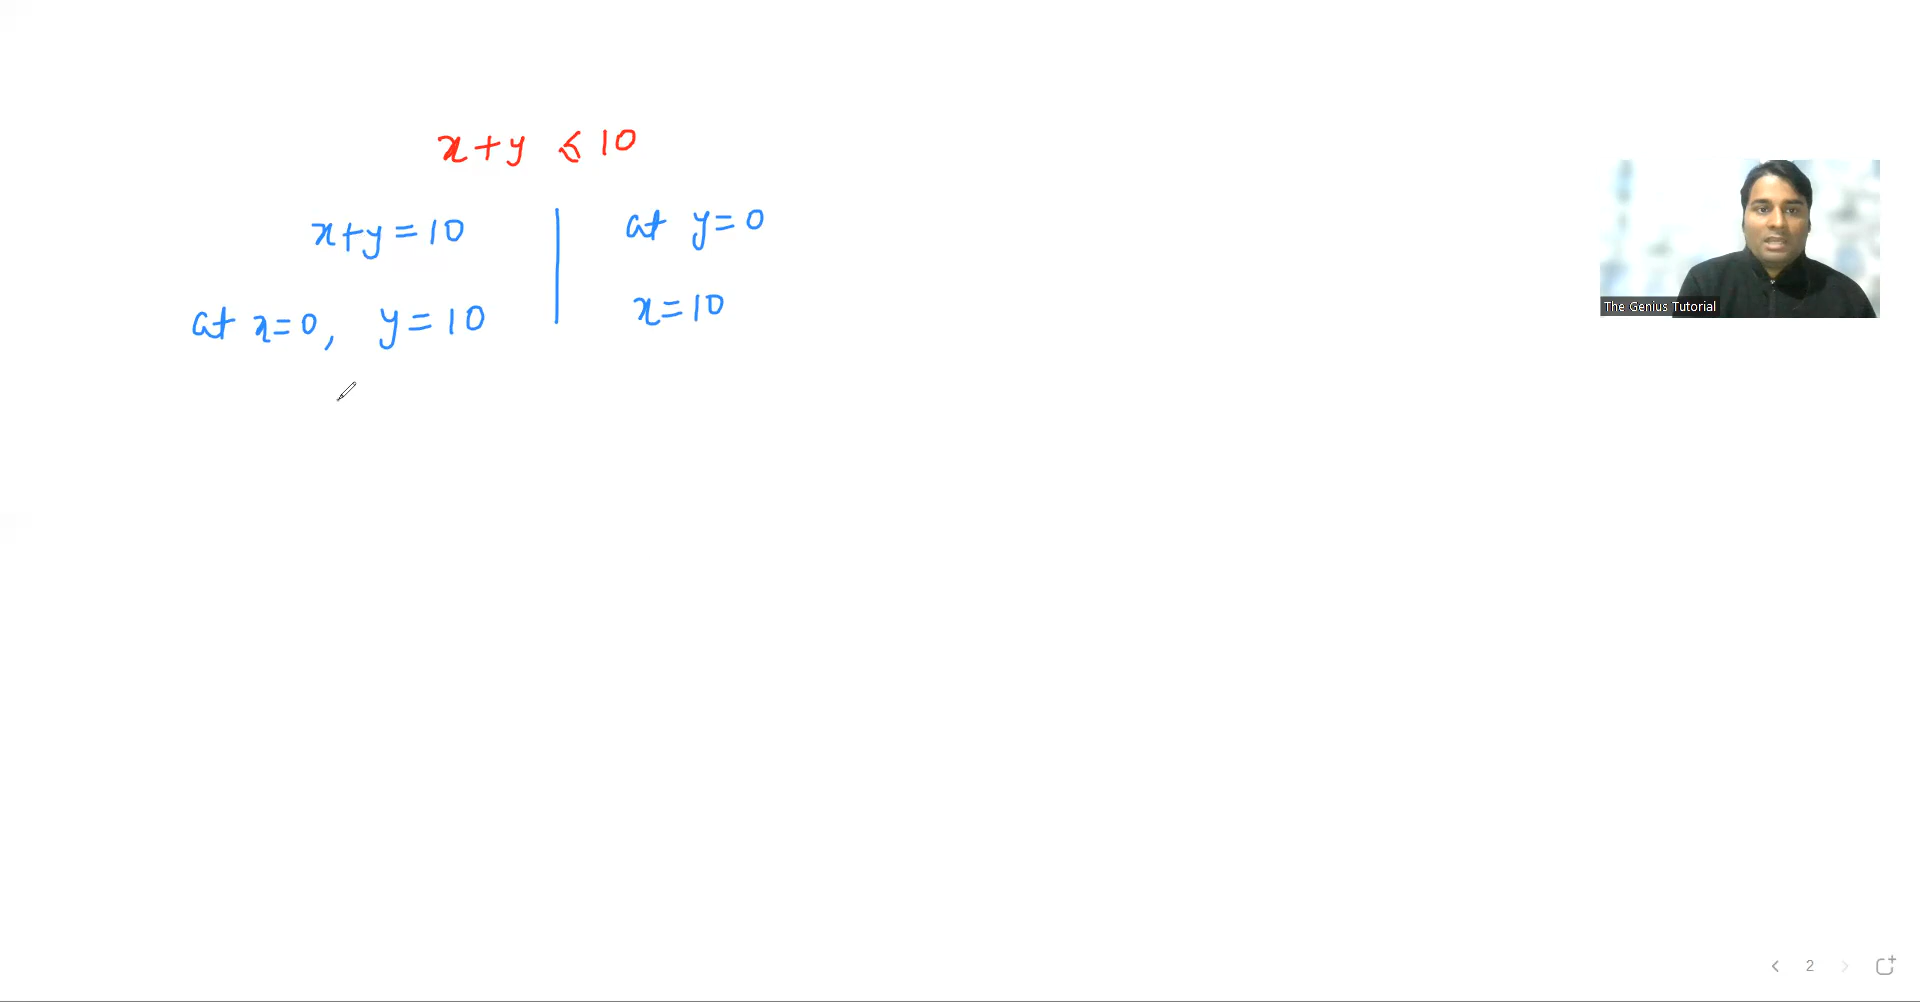 x+y ≤ 10
x+y=10
at x=0, y=10
at y=0
x=10
The Genius Tutorial
2